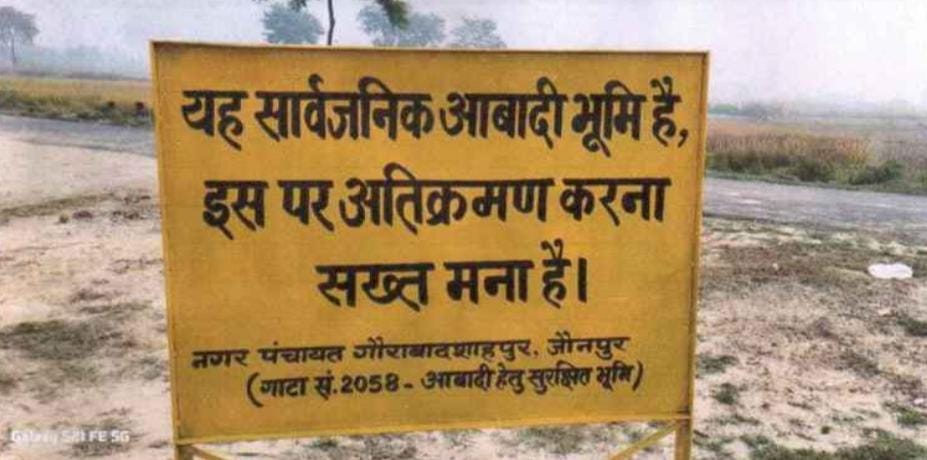 यह सार्वजनिक आबादी भूमि है,
इस पर अतिक्रमण करना
सख्त मना है।
नगर पंचायत गौराबादशाहपुर, जौनपुर
(गाटा सं.2058- आबादी हेतु सुरक्षित भूमि)
Galaxy S21 FE 5G